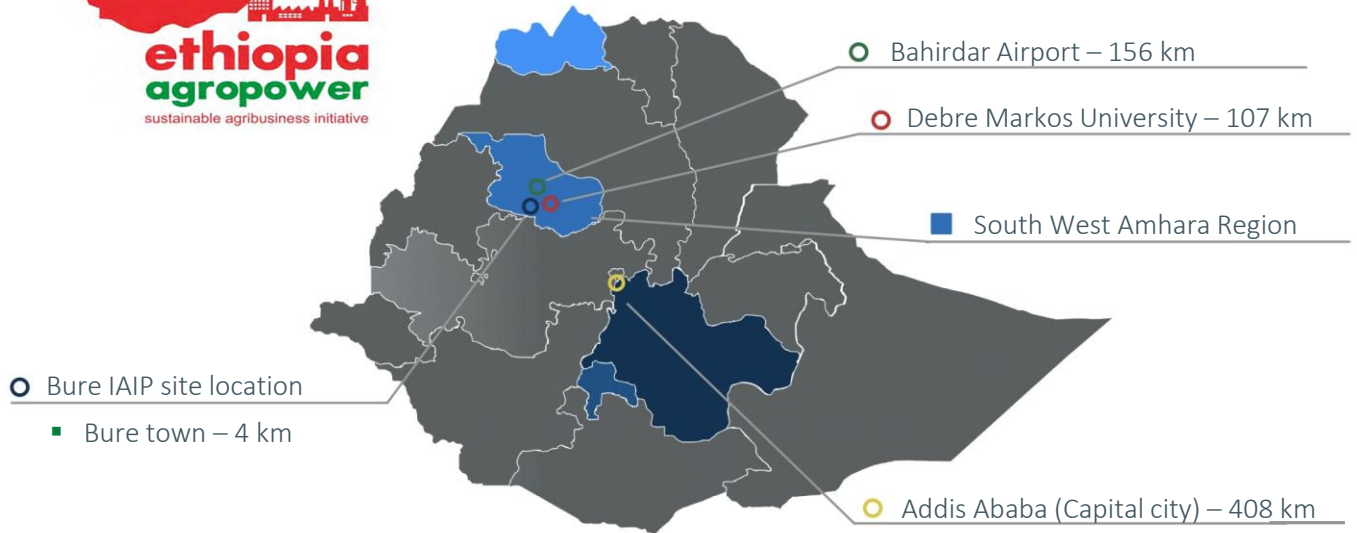 ethiopia
agropower
sustainable agribusiness initiative
Bahirdar Airport – 156 km
Debre Markos University – 107 km
South West Amhara Region
Bure IAIP site location
Bure town – 4 km
Addis Ababa (Capital city) – 408 km